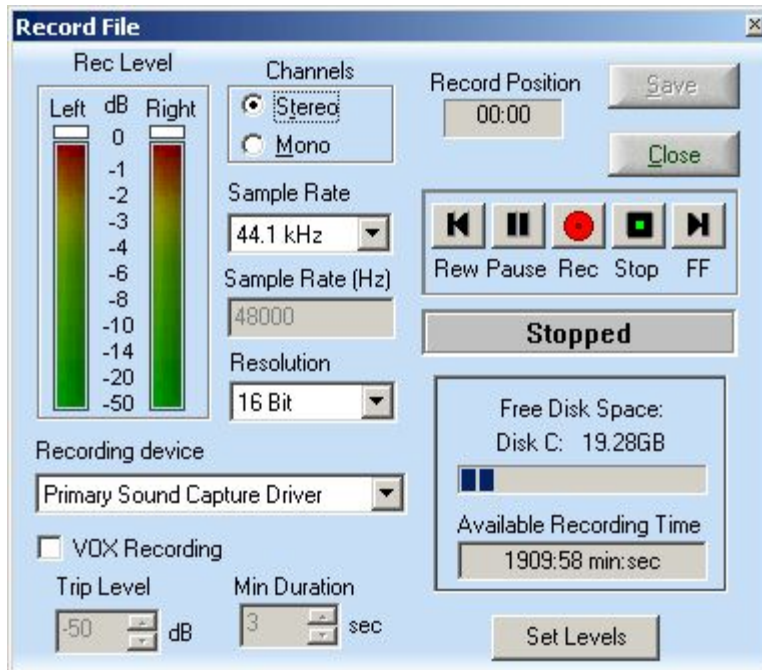 Record File
Rec Level
Left dB Right
0
-1
-2
-3
-4
-6
-8
-10
-14
-20
-50
Channels
Stereo
Mono
Sample Rate
44.1 kHz
Sample Rate (Hz)
48000
Resolution
16 Bit
Recording device
Primary Sound Capture Driver
VOX Recording
Trip Level
-50 dB
Min Duration
3 sec
Record Position
00:00
Save
Close
Rew Pause Rec Stop FF
Stopped
Free Disk Space:
Disk C: 19.28GB
Available Recording Time
1909:58 min:sec
Set Levels